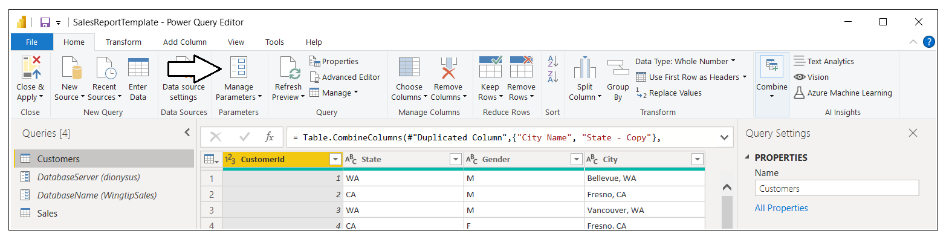 SalesReportTemplate - Power Query Editor
File Home Transform Add Column View Tools Help
Close & Apply
New Source
Recent Sources
Enter Data
Data source settings
Manage Parameters
Refresh Preview
Properties
Advanced Editor
Manage
Choose Columns
Remove Columns
Keep Rows
Remove Rows
Split Column
Group By
Data Type: Whole Number
Use First Row as Headers
Replace Values
Combine
Text Analytics
Vision
Azure Machine Learning
Close New Query Data Sources Parameters Query Manage Columns Reduce Rows Sort Transform AI Insights
Queries [4]
Customers
DatabaseServer (dionysus)
DatabaseName (WingtipSales)
Sales
fx = Table.CombineColumns(#"Duplicated Column",{"City Name", "State - Copy"},
CustomerId State Gender City
1 1 WA M Bellevue, WA
2 2 CA M Fresno, CA
3 3 WA M Vancouver, WA
4 4 CA F Fresno, CA
Query Settings
PROPERTIES
Name
Customers
All Properties